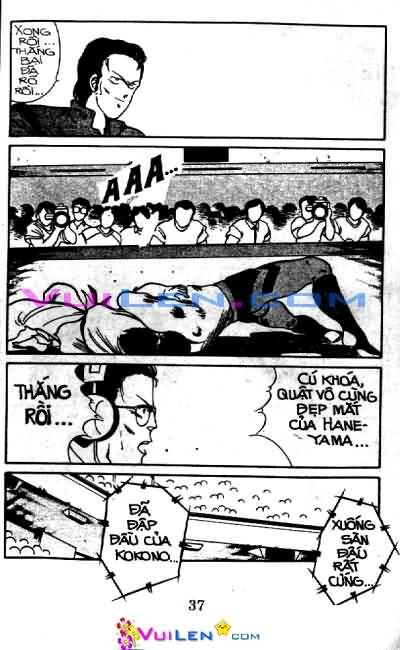 XONG
RỒI...
THẮNG
BẠI
ĐÃ
RÕ
RỒI...
AAA...
VUILEN.COM
THẮNG
RỒI...
CÚ KHÓA,
QUẬT VÔ CÙNG
ĐẸP MẮT
CỦA HANE-
YAMA...
ĐÃ
ĐẬP
ĐẦU CỦA
KOKONO...
XUỐNG
SÀN
ĐẤU RẤT
CỨNG...
37
VUILEN.COM